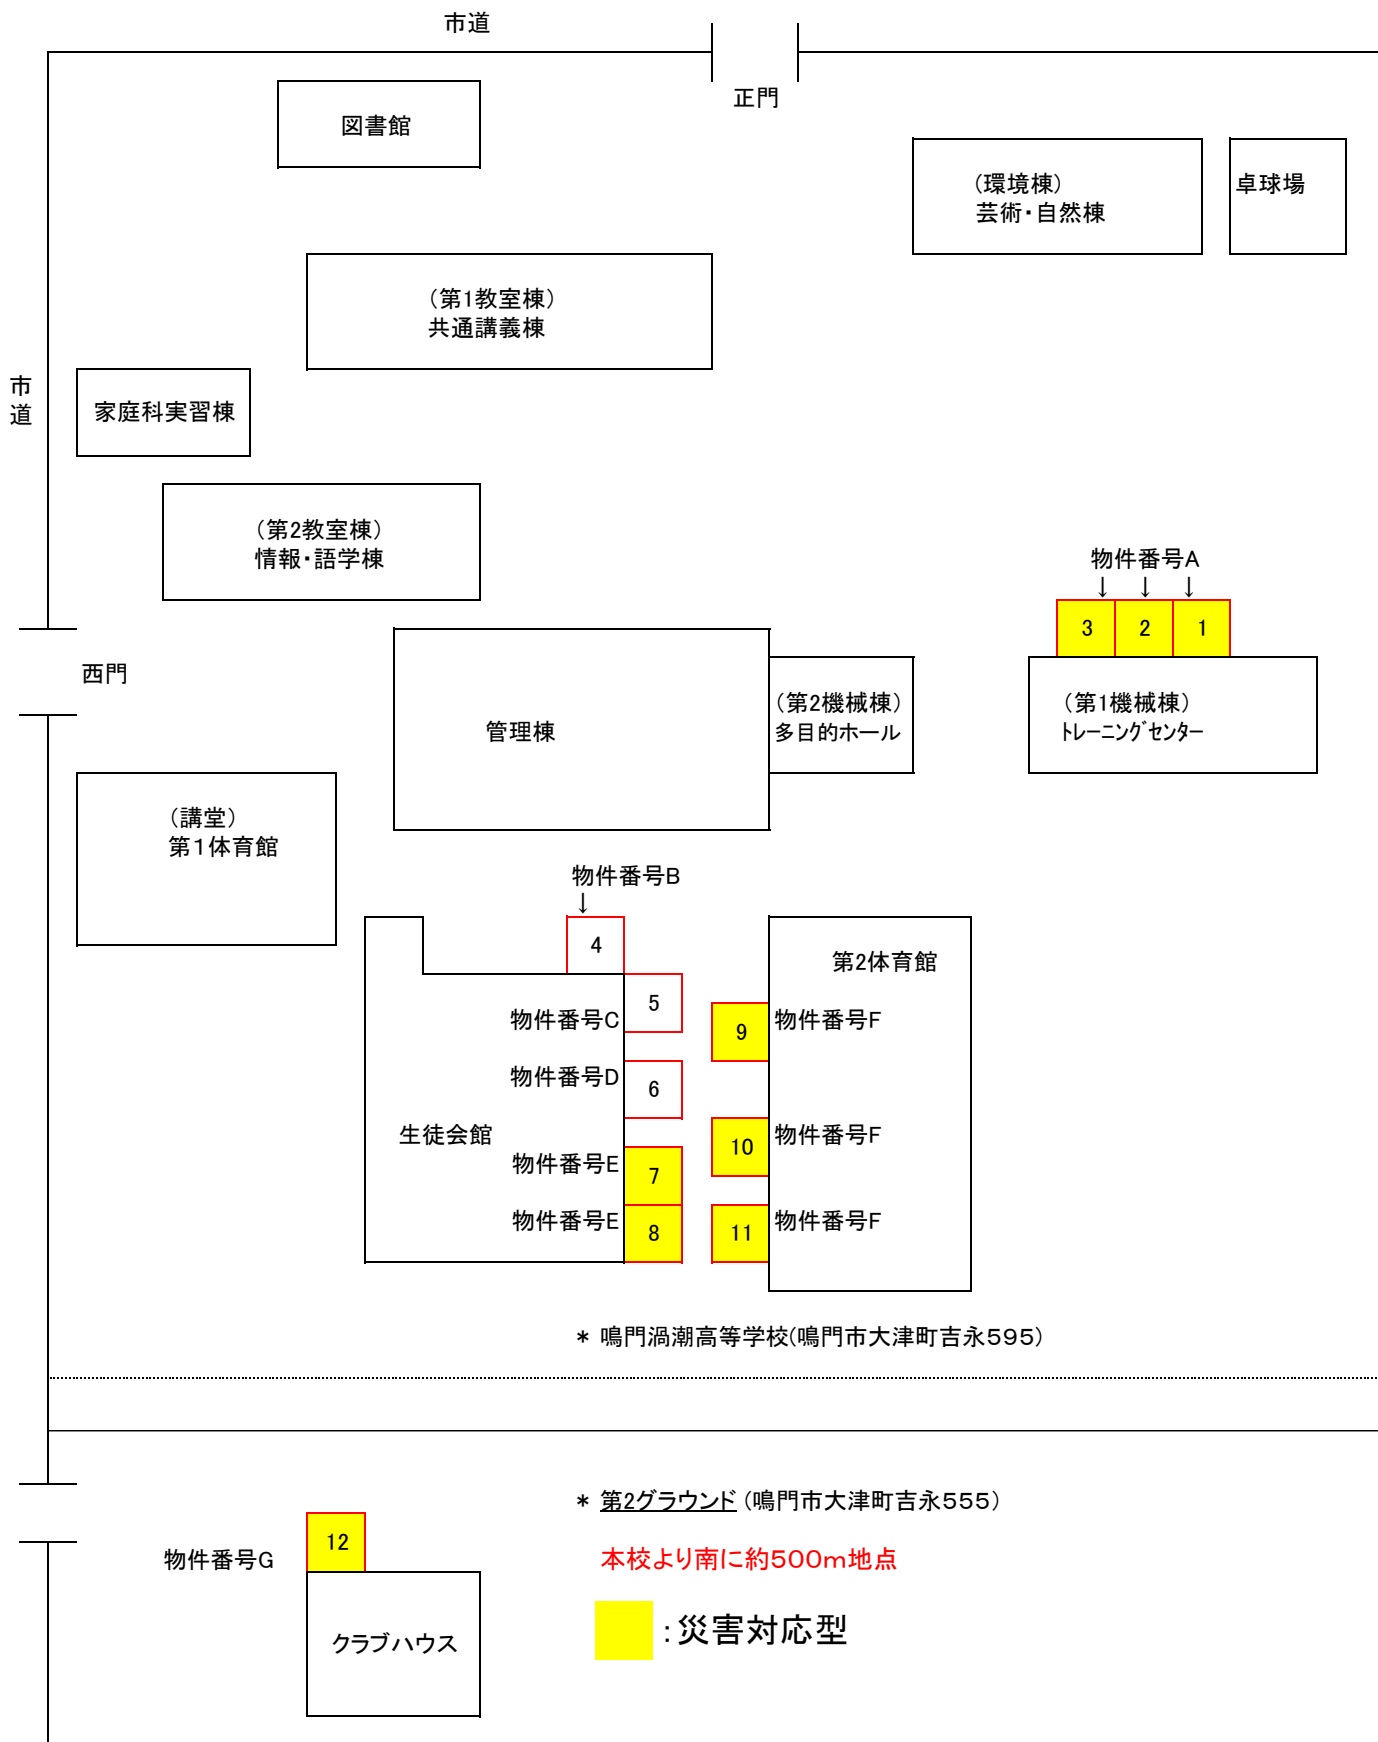 市道
正門
図書館
（環境棟）
芸術・自然棟
卓球場
（第1教室棟）
共通講義棟
市道
家庭科実習棟
（第2教室棟）
情報・語学棟
物件番号A
↓ ↓ ↓
3 2 1
西門
管理棟
（第2機械棟）
多目的ホール
（第1機械棟）
ﾄﾚｰﾆﾝｸﾞｾﾝﾀｰ
（講堂）
第１体育館
物件番号B
↓
4
第2体育館
5
物件番号C
9
物件番号F
物件番号D
6
生徒会館
10
物件番号F
物件番号E
7
物件番号E
8
11
物件番号F
* 鳴門渦潮高等学校(鳴門市大津町吉永５９５)
* 第2グラウンド (鳴門市大津町吉永５５５)
12
物件番号G
本校より南に約５００ｍ地点
：災害対応型
クラブハウス